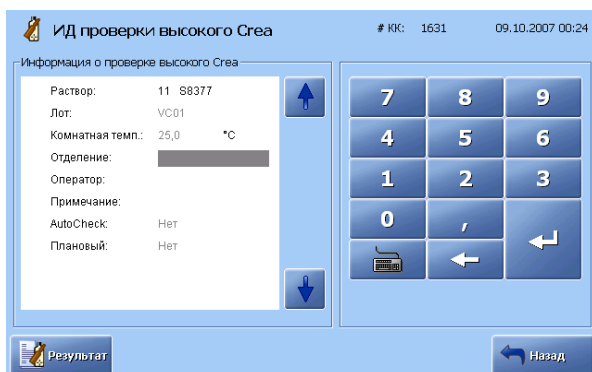 ИД проверки высокого Crea
# КК: 1631 09.10.2007 00:24
Информация о проверке высокого Crea
Раствор: 11 S8377
Лот: VC01
Комнатная темп.: 25,0 °C
Отделение:
Оператор:
Примечание:
AutoCheck: Нет
Плановый: Нет
7 8 9
4 5 6
1 2 3
0 ,
Результат
Назад